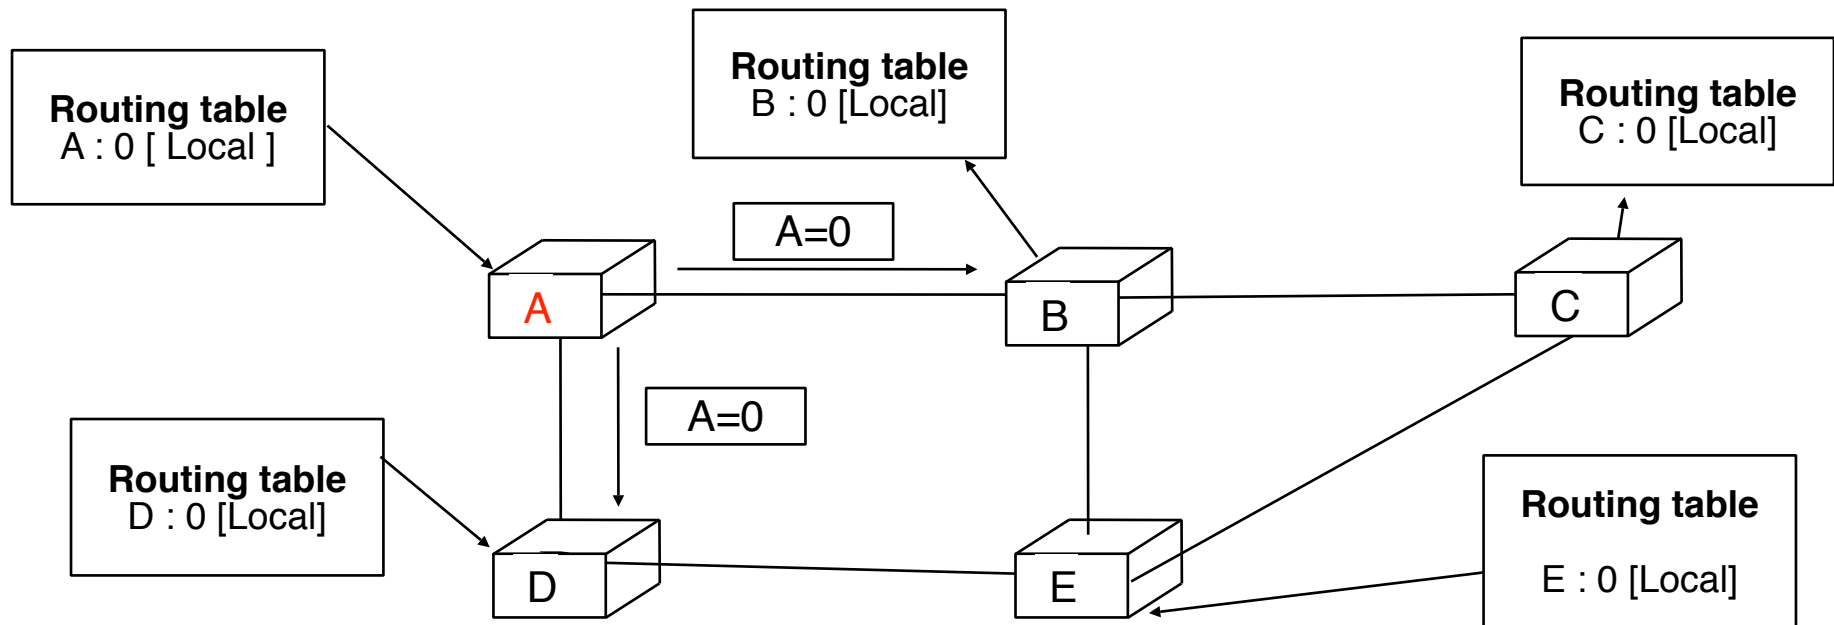 Routing table
A : 0 [ Local ]
Routing table
B : 0 [Local]
Routing table
C : 0 [Local]
A=0
A
B
C
A=0
Routing table
D : 0 [Local]
Routing table
E : 0 [Local]
D
E